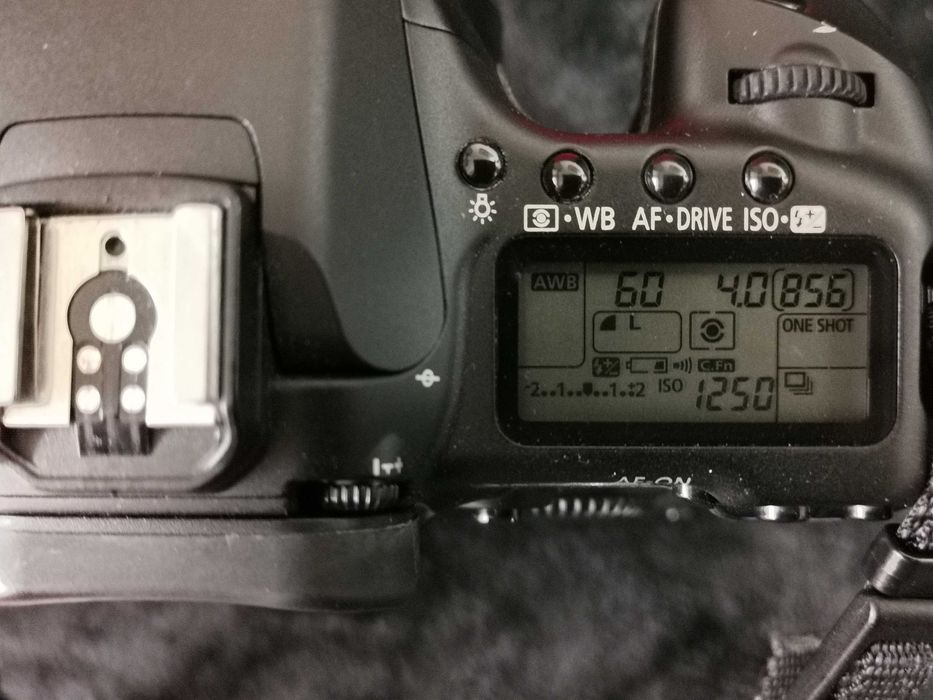 WB AF•DRIVE ISO•
AWB 60 4.0 (856)
L
ONE SHOT
C.Fn
-2..1..▼..1..+2 ISO 1250
AF-ON